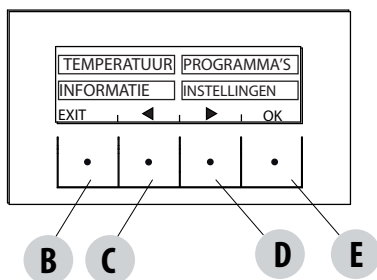 TEMPERATUUR PROGRAMMA'S
INFORMATIE INSTELLINGEN
EXIT ◀ ▶ OK
B C D E